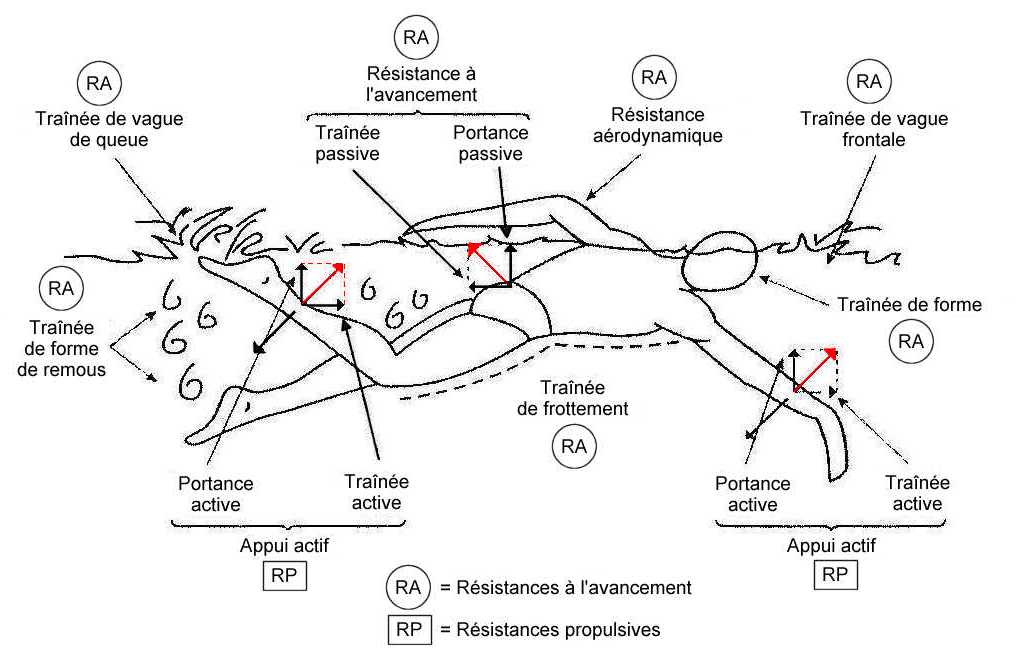 RA
Résistance à
l'avancement
RA
Traînée de vague
de queue
RA
Résistance
aérodynamique
RA
Traînée de vague
frontale
Traînée
passive
Portance
passive
RA
Traînée
de forme
de remous
Traînée de forme
RA
Traînée
de frottement
RA
Portance
active
Traînée
active
Appui actif
RP
Portance
active
Traînée
active
Appui actif
RP
RA = Résistances à l'avancement
RP = Résistances propulsives